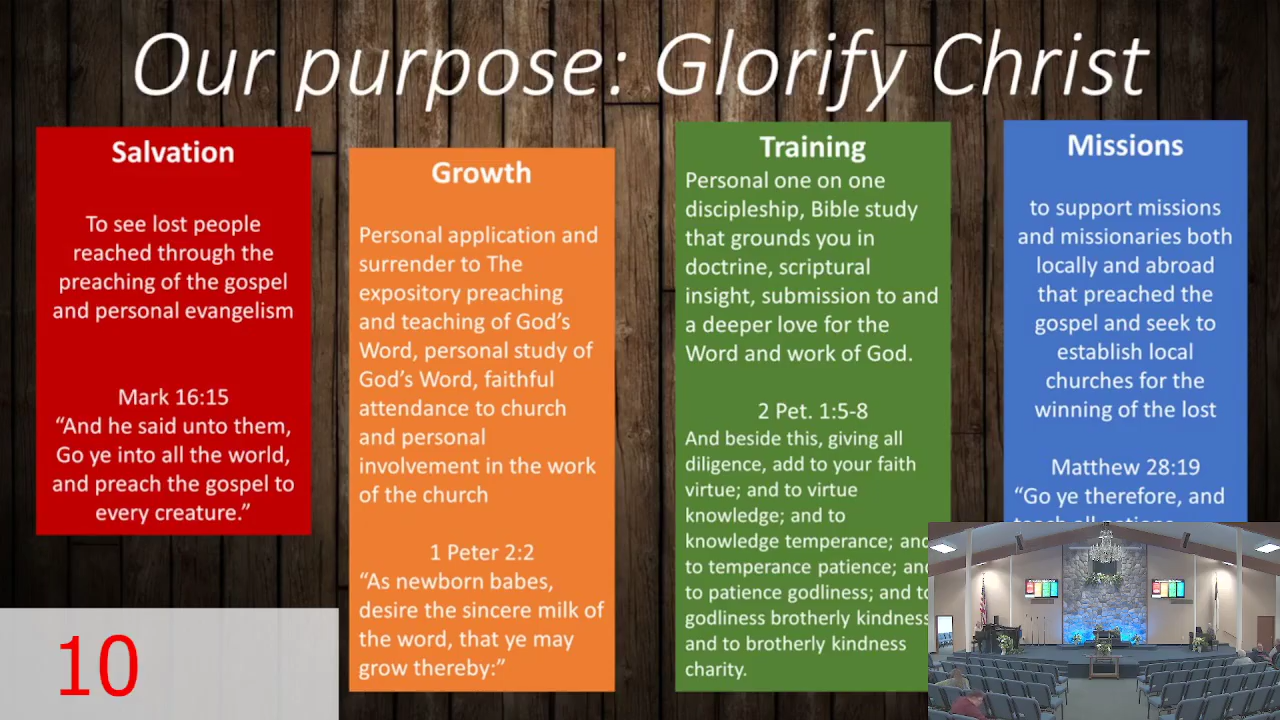 Our purpose: Glorify Christ
Salvation
To see lost people
reached through the
preaching of the gospel
and personal evangelism
Mark 16:15
“And he said unto them,
Go ye into all the world,
and preach the gospel to
every creature.”
Growth
Personal application and
surrender to The
expository preaching
and teaching of God’s
Word, personal study of
God’s Word, faithful
attendance to church
and personal
involvement in the work
of the church
1 Peter 2:2
“As newborn babes,
desire the sincere milk of
the word, that ye may
grow thereby:”
Training
Personal one on one
discipleship, Bible study
that grounds you in
doctrine, scriptural
insight, submission to and
a deeper love for the
Word and work of God.
2 Pet. 1:5-8
And beside this, giving all
diligence, add to your faith
virtue; and to virtue
knowledge; and to
knowledge temperance; and
to temperance patience; and
to patience godliness; and to
godliness brotherly kindness
and to brotherly kindness
charity.
Missions
to support missions
and missionaries both
locally and abroad
that preached the
gospel and seek to
establish local
churches for the
winning of the lost
Matthew 28:19
“Go ye therefore, and
10